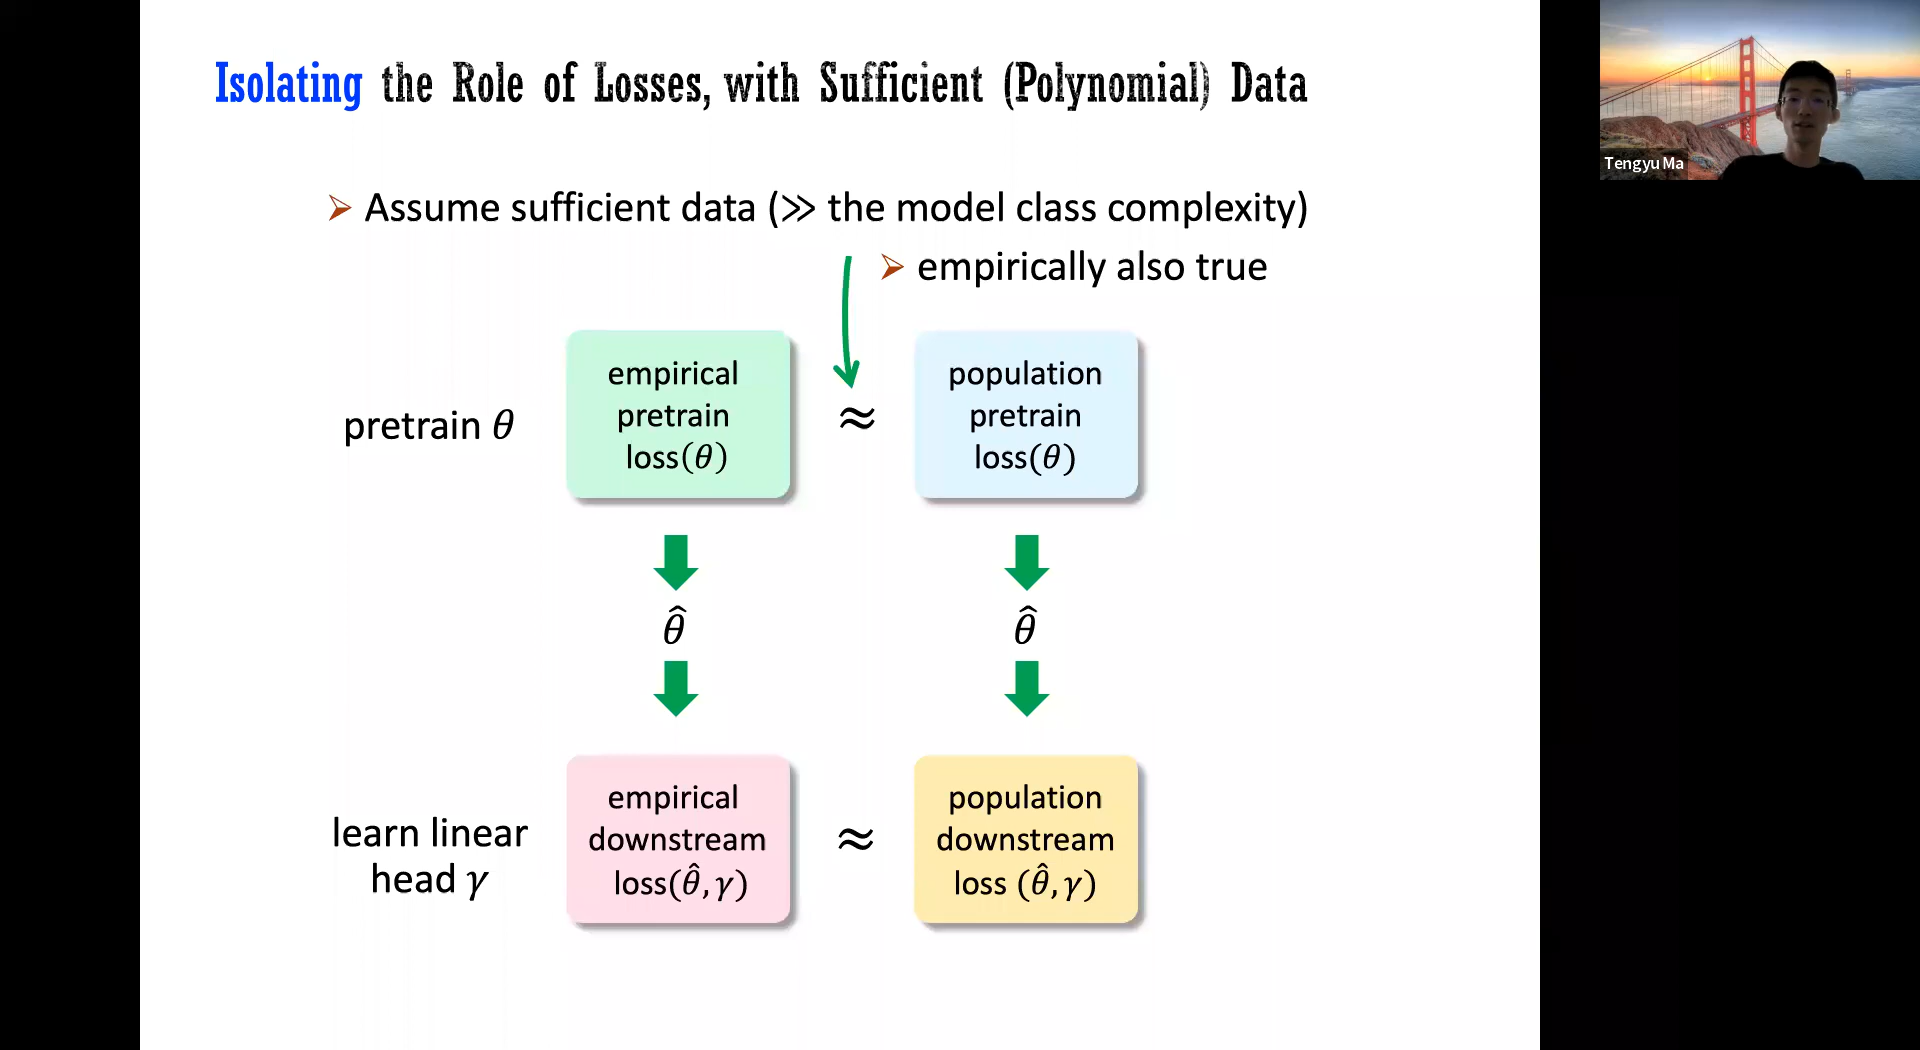 Isolating the Role of Losses, with Sufficient (Polynomial) Data
Tengyu Ma
➢ Assume sufficient data (≫ the model class complexity)
➢ empirically also true
pretrain θ
empirical
pretrain
loss(θ)
≈
population
pretrain
loss(θ)
θ̂
θ̂
learn linear
head γ
empirical
downstream
loss(θ̂, γ)
≈
population
downstream
loss (θ̂, γ)